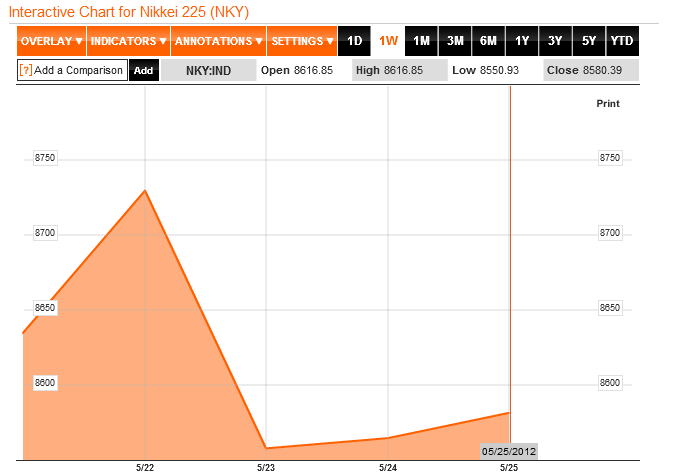 Interactive Chart for Nikkei 225 (NKY)
OVERLAY ▼ INDICATORS ▼ ANNOTATIONS ▼ SETTINGS ▼ 1D 1W 1M 3M 6M 1Y 3Y 5Y YTD
[?] Add a Comparison Add NKY:IND Open 8616.85 High 8616.85 Low 8550.93 Close 8580.39
Print
8750 8750
8700 8700
8650 8650
8600 8600
05/25/2012
5/22 5/23 5/24 5/25